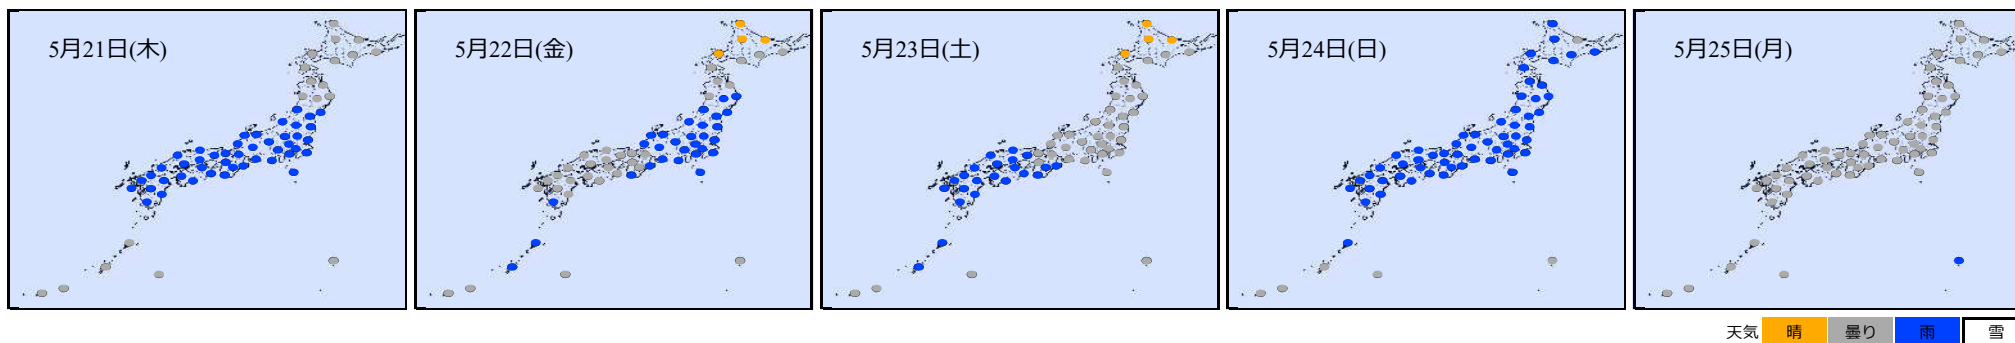 5月21日(木)
5月22日(金)
5月23日(土)
5月24日(日)
5月25日(月)
天気 晴 曇り 雨 雪